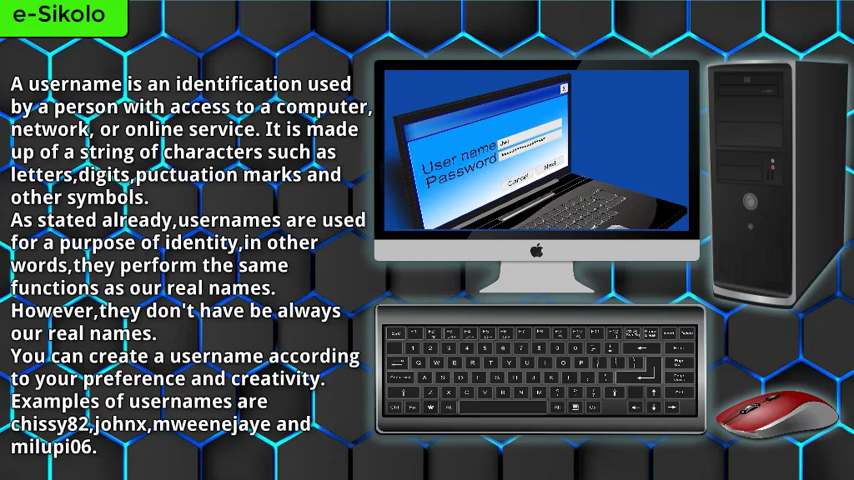 e-Sikolo
A username is an identification used
by a person with access to a computer,
network, or online service. It is made
up of a string of characters such as
letters,digits,puctuation marks and
other symbols.
As stated already,usernames are used
for a purpose of identity,in other
words,they perform the same
functions as our real names.
However,they don't have be always
our real names.
You can create a username according
to your preference and creativity.
Examples of usernames are
chissy82,johnx,mweenejaye and
milupi06.
User name
Password
Cancel Next